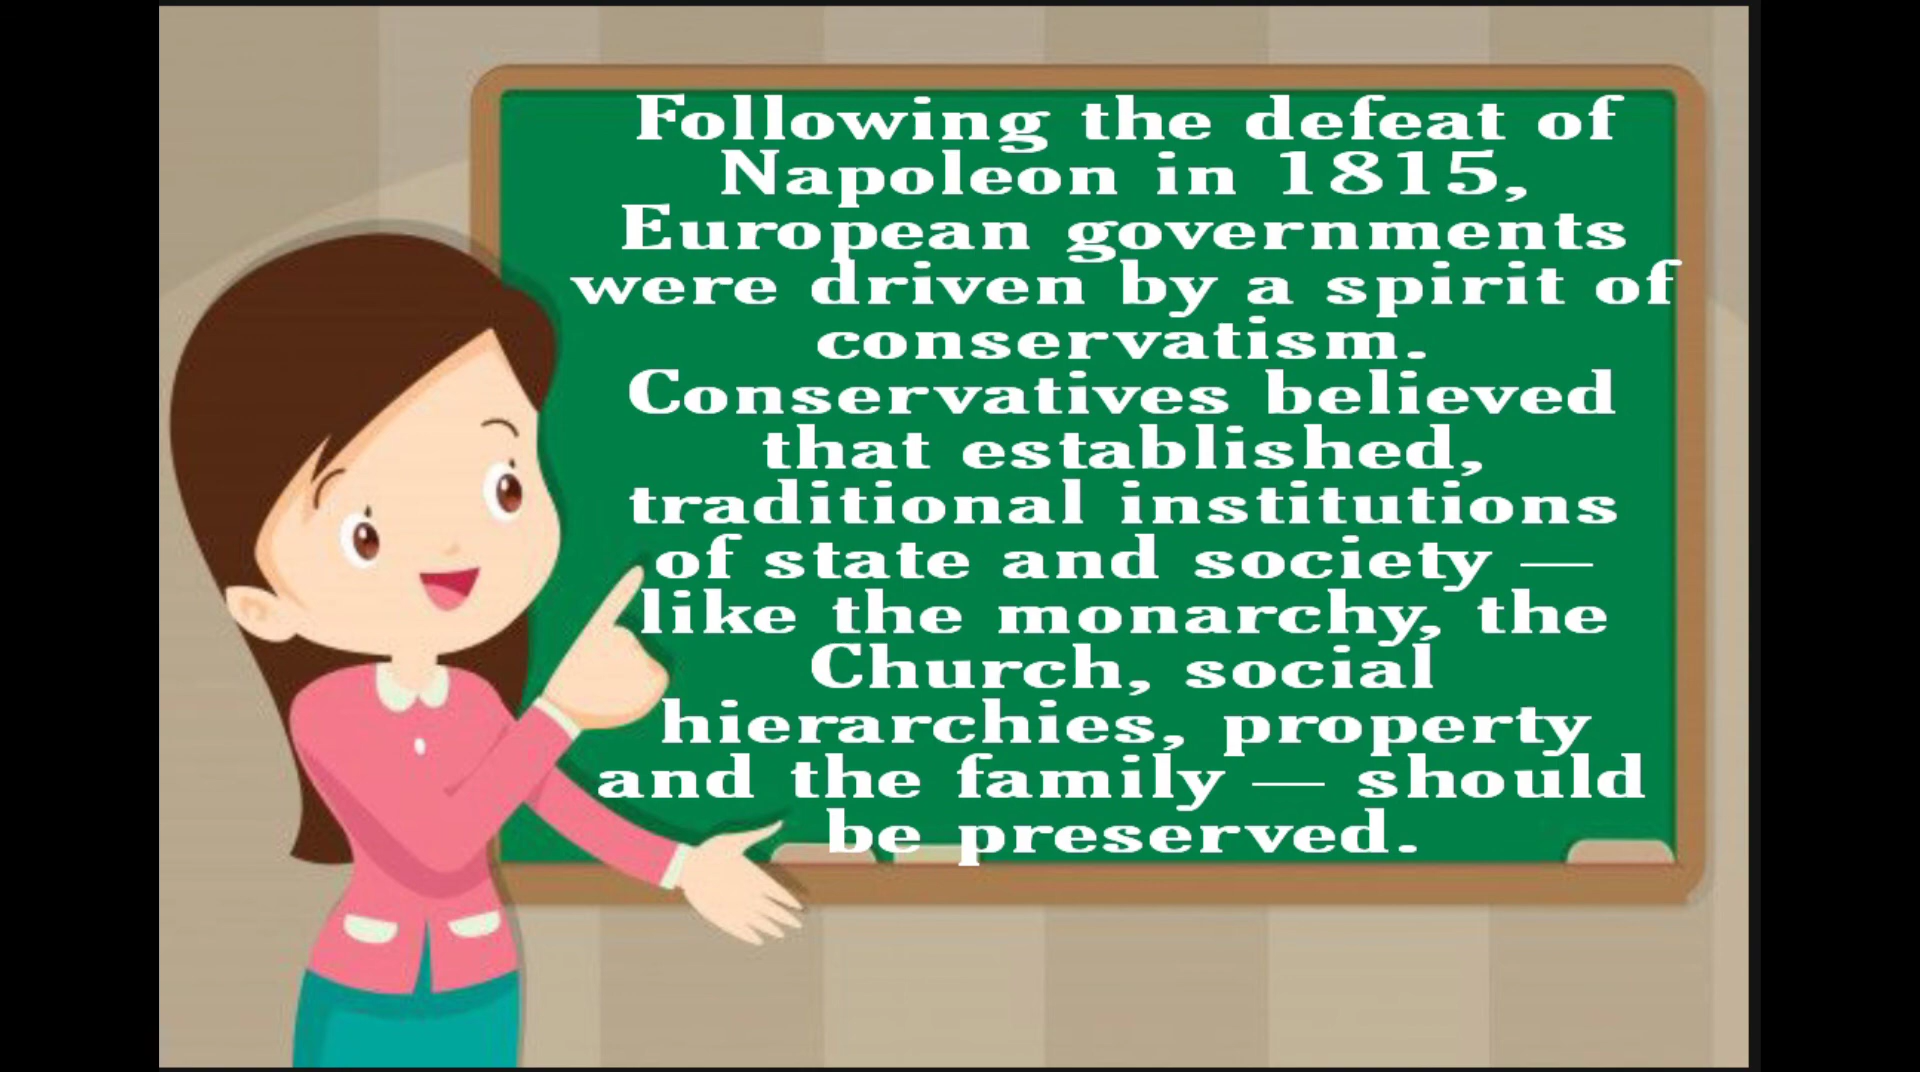 Following the defeat of
Napoleon in 1815,
European governments
were driven by a spirit of
conservatism.
Conservatives believed
that established,
traditional institutions
of state and society —
like the monarchy, the
Church, social
hierarchies, property
and the family — should
be preserved.